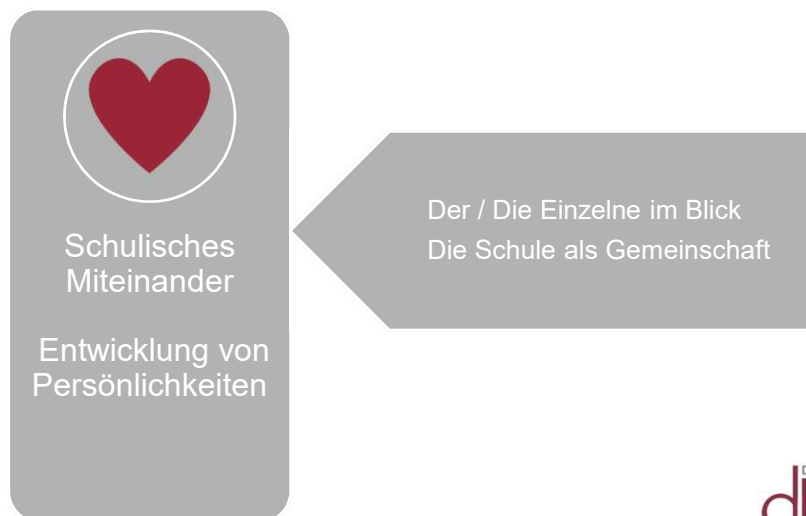 Schulisches
Miteinander
Entwicklung von
Persönlichkeiten
Der / Die Einzelne im Blick
Die Schule als Gemeinschaft